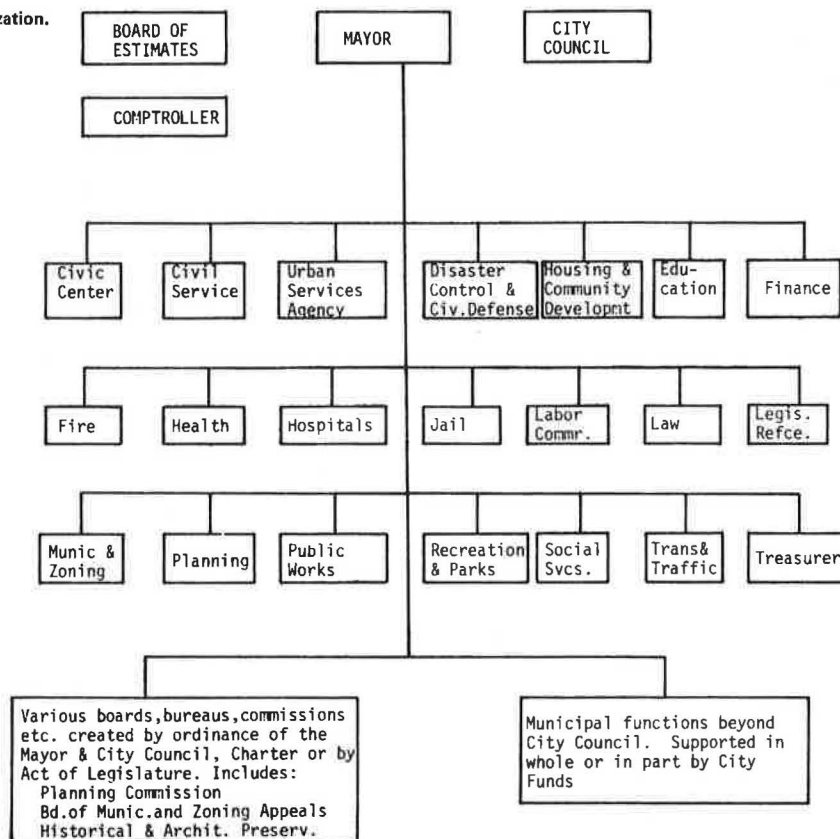 zation.
BOARD OF
ESTIMATES
MAYOR
CITY
COUNCIL
COMPTROLLER
Civic
Center
Civil
Service
Urban
Services
Agency
Disaster
Control &
Civ.Defense
Housing &
Community
Developmt
Edu-
cation
Finance
Fire
Health
Hospitals
Jail
Labor
Commr.
Law
Legis.
Refce.
Munic &
Zoning
Planning
Public
Works
Recreation
& Parks
Social
Svcs.
Trans&
Traffic
Treasurer
Various boards,bureaus,commissions
etc. created by ordinance of the
Mayor & City Council, Charter or by
Act of Legislature. Includes:
Planning Commission
Bd.of Munic.and Zoning Appeals
Historical & Archit. Preserv.
Municipal functions beyond
City Council. Supported in
whole or in part by City
Funds